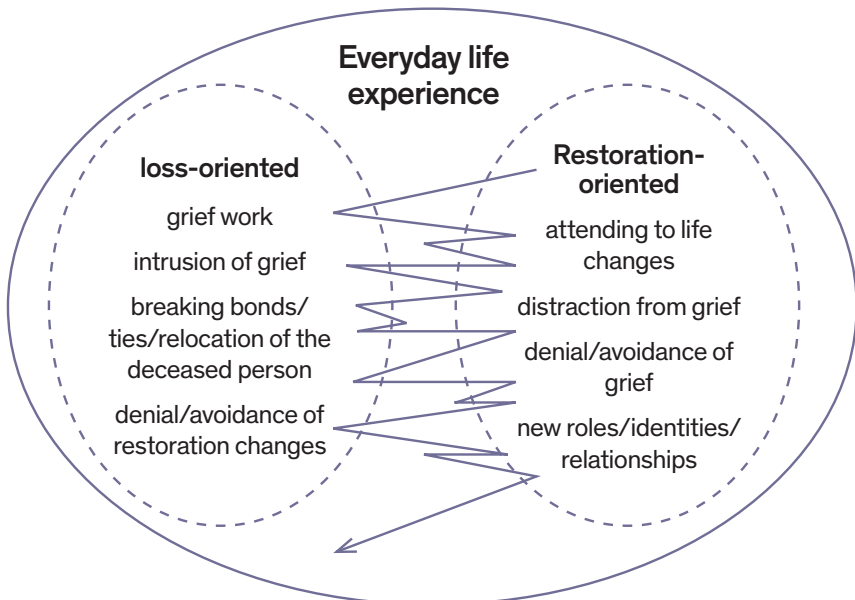 Everyday life
experience
loss-oriented
grief work
intrusion of grief
breaking bonds/
ties/relocation of the
deceased person
denial/avoidance of
restoration changes
Restoration-
oriented
attending to life
changes
distraction from grief
denial/avoidance of
grief
new roles/identities/
relationships